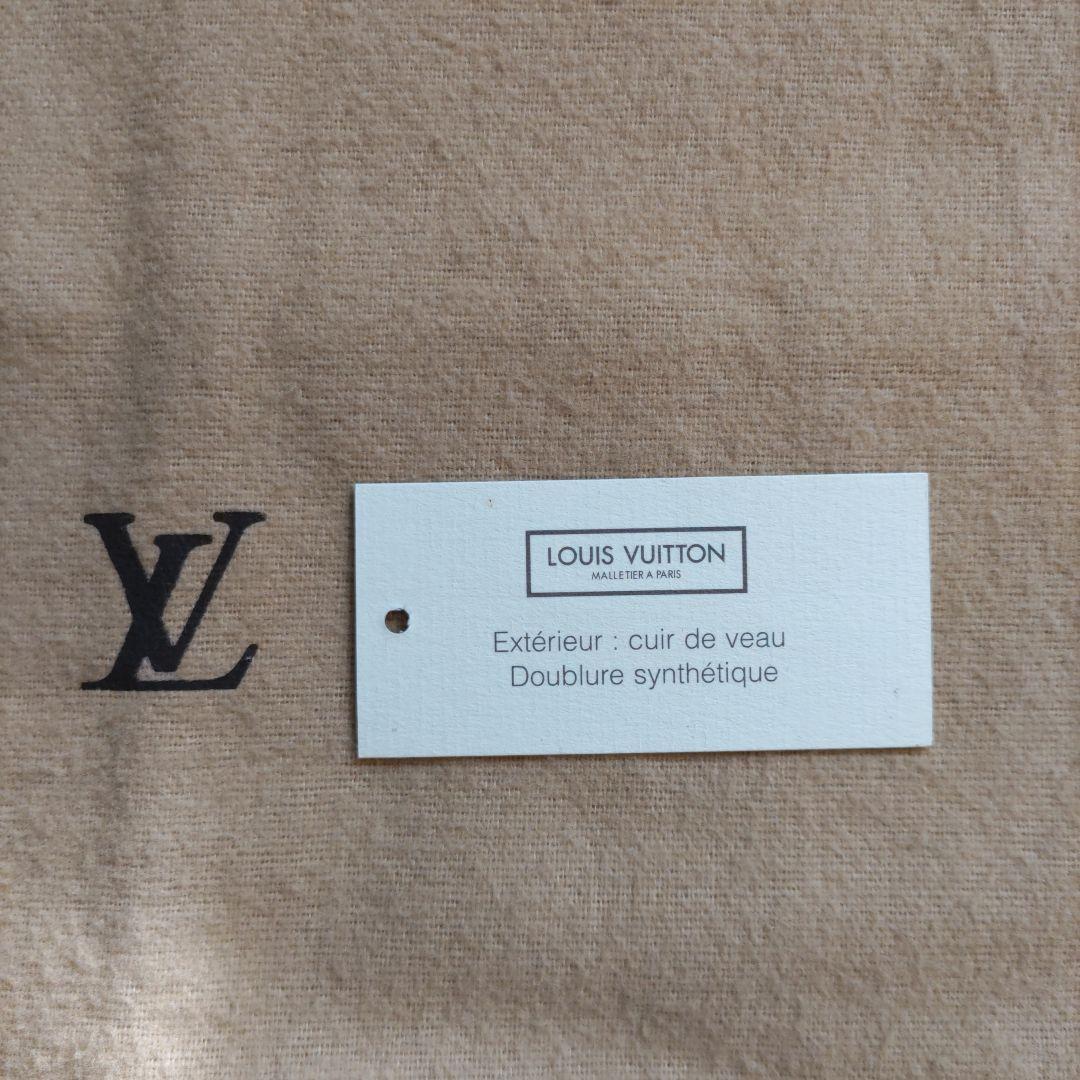 LV
LOUIS VUITTON
MALLETIER A PARIS
Extérieur : cuir de veau
Doublure synthétique